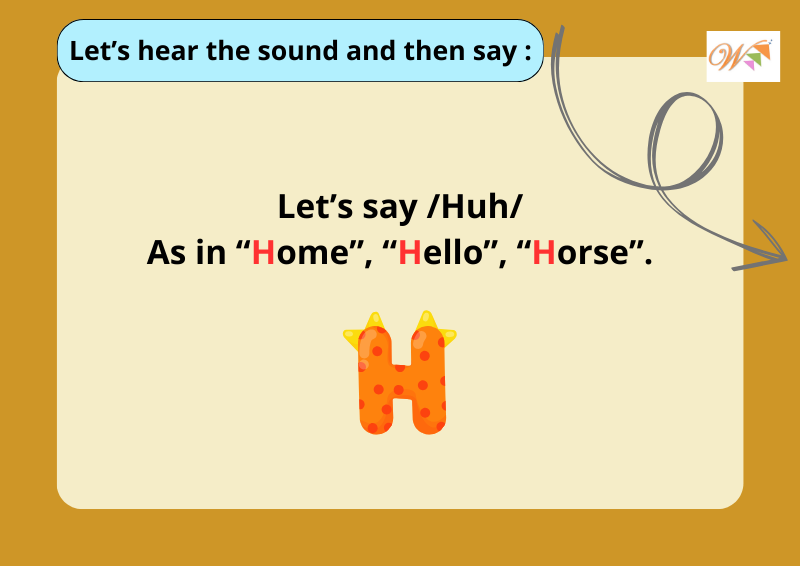 Let’s hear the sound and then say :
W
Let’s say /Huh/
As in “Home”, “Hello”, “Horse”.
H